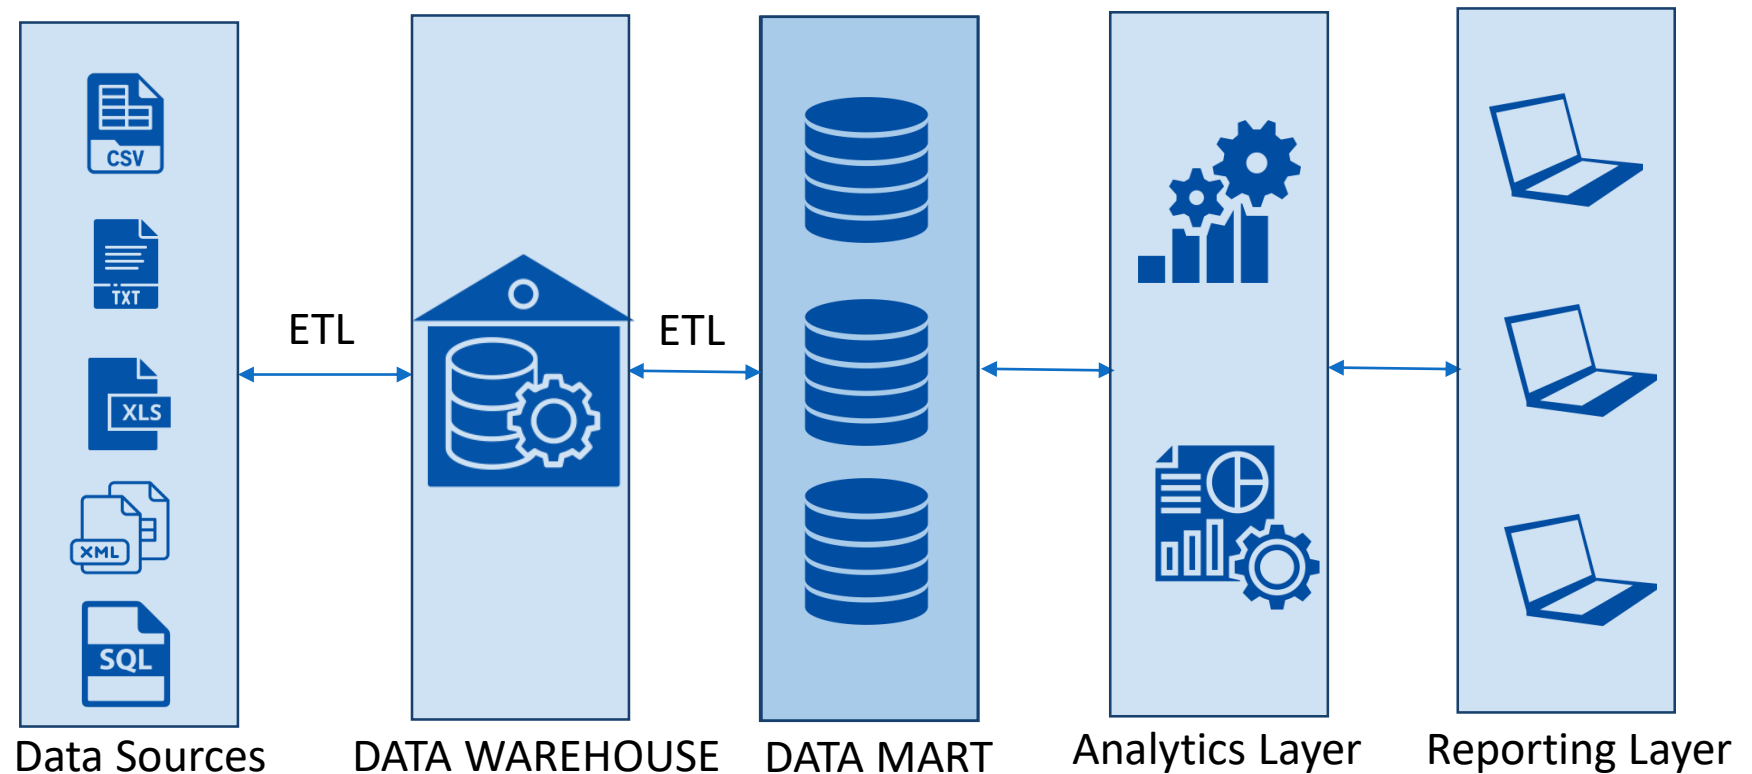 CSV
TXT
XLS
XML
SQL
ETL
ETL
Data Sources
DATA WAREHOUSE
DATA MART
Analytics Layer
Reporting Layer